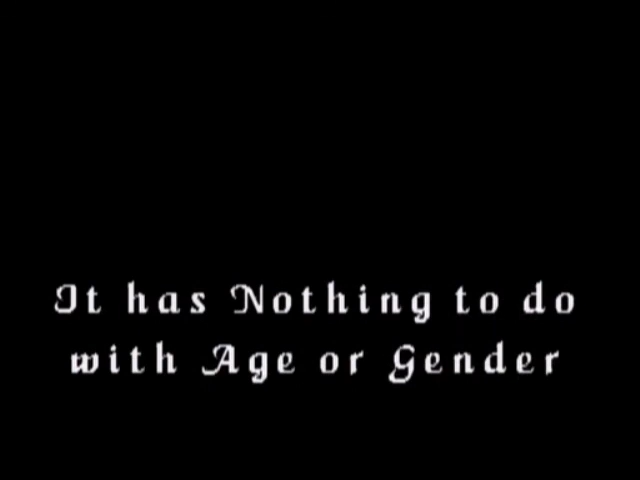 It has Nothing to do
with Age or Gender